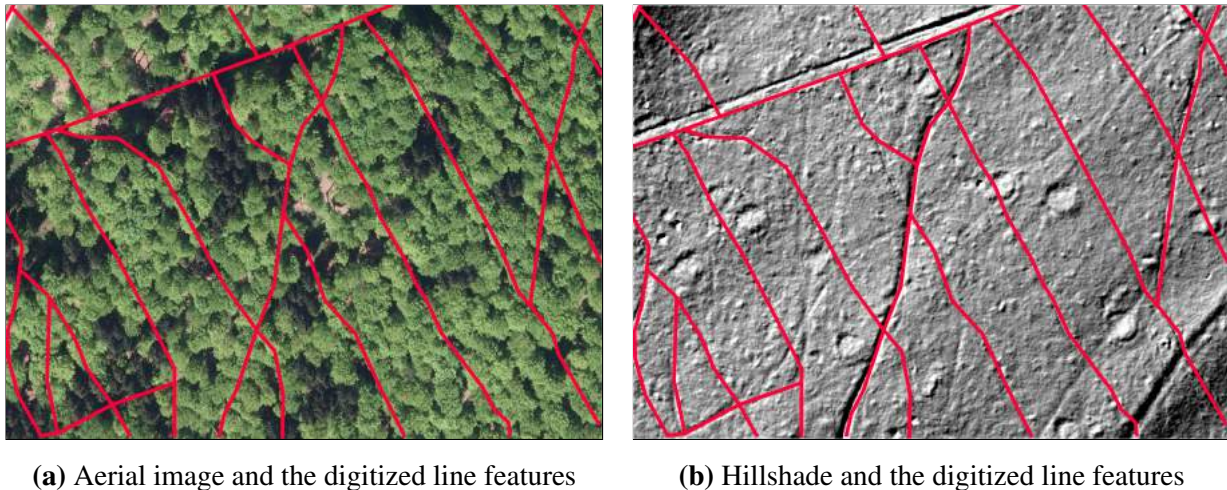 (a) Aerial image and the digitized line features
(b) Hillshade and the digitized line features